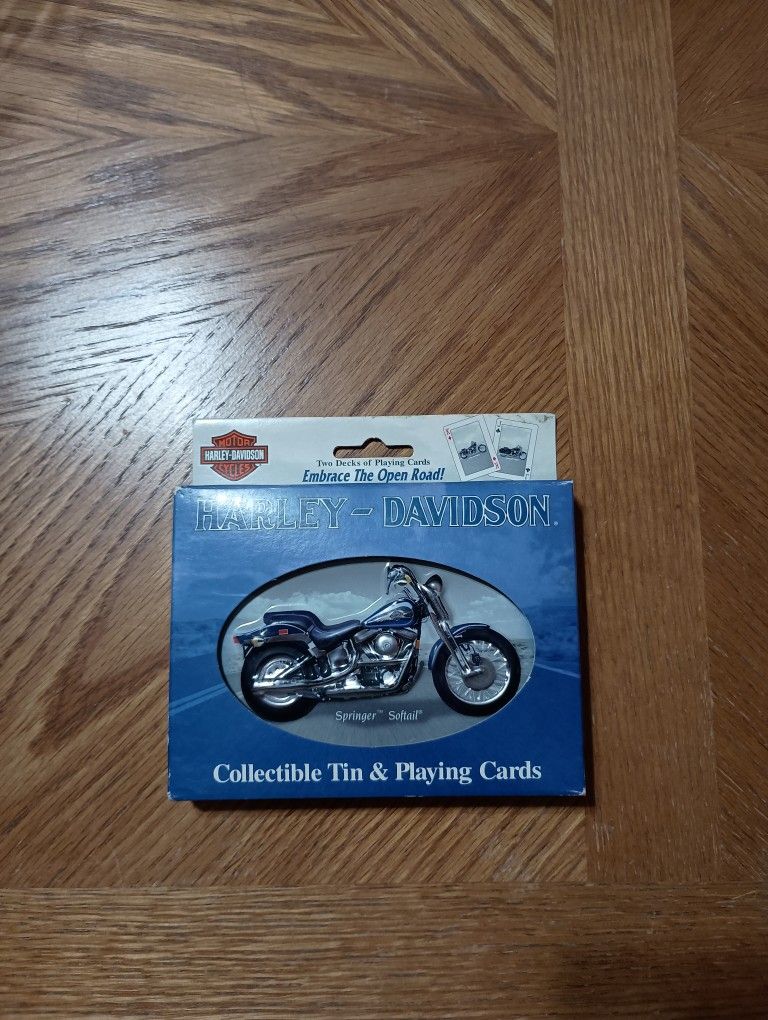 MOTOR
HARLEY-DAVIDSON
CYCLES
Two Decks of Playing Cards
Embrace The Open Road!
HARLEY - DAVIDSON®
Springer™ Softail®
Collectible Tin & Playing Cards